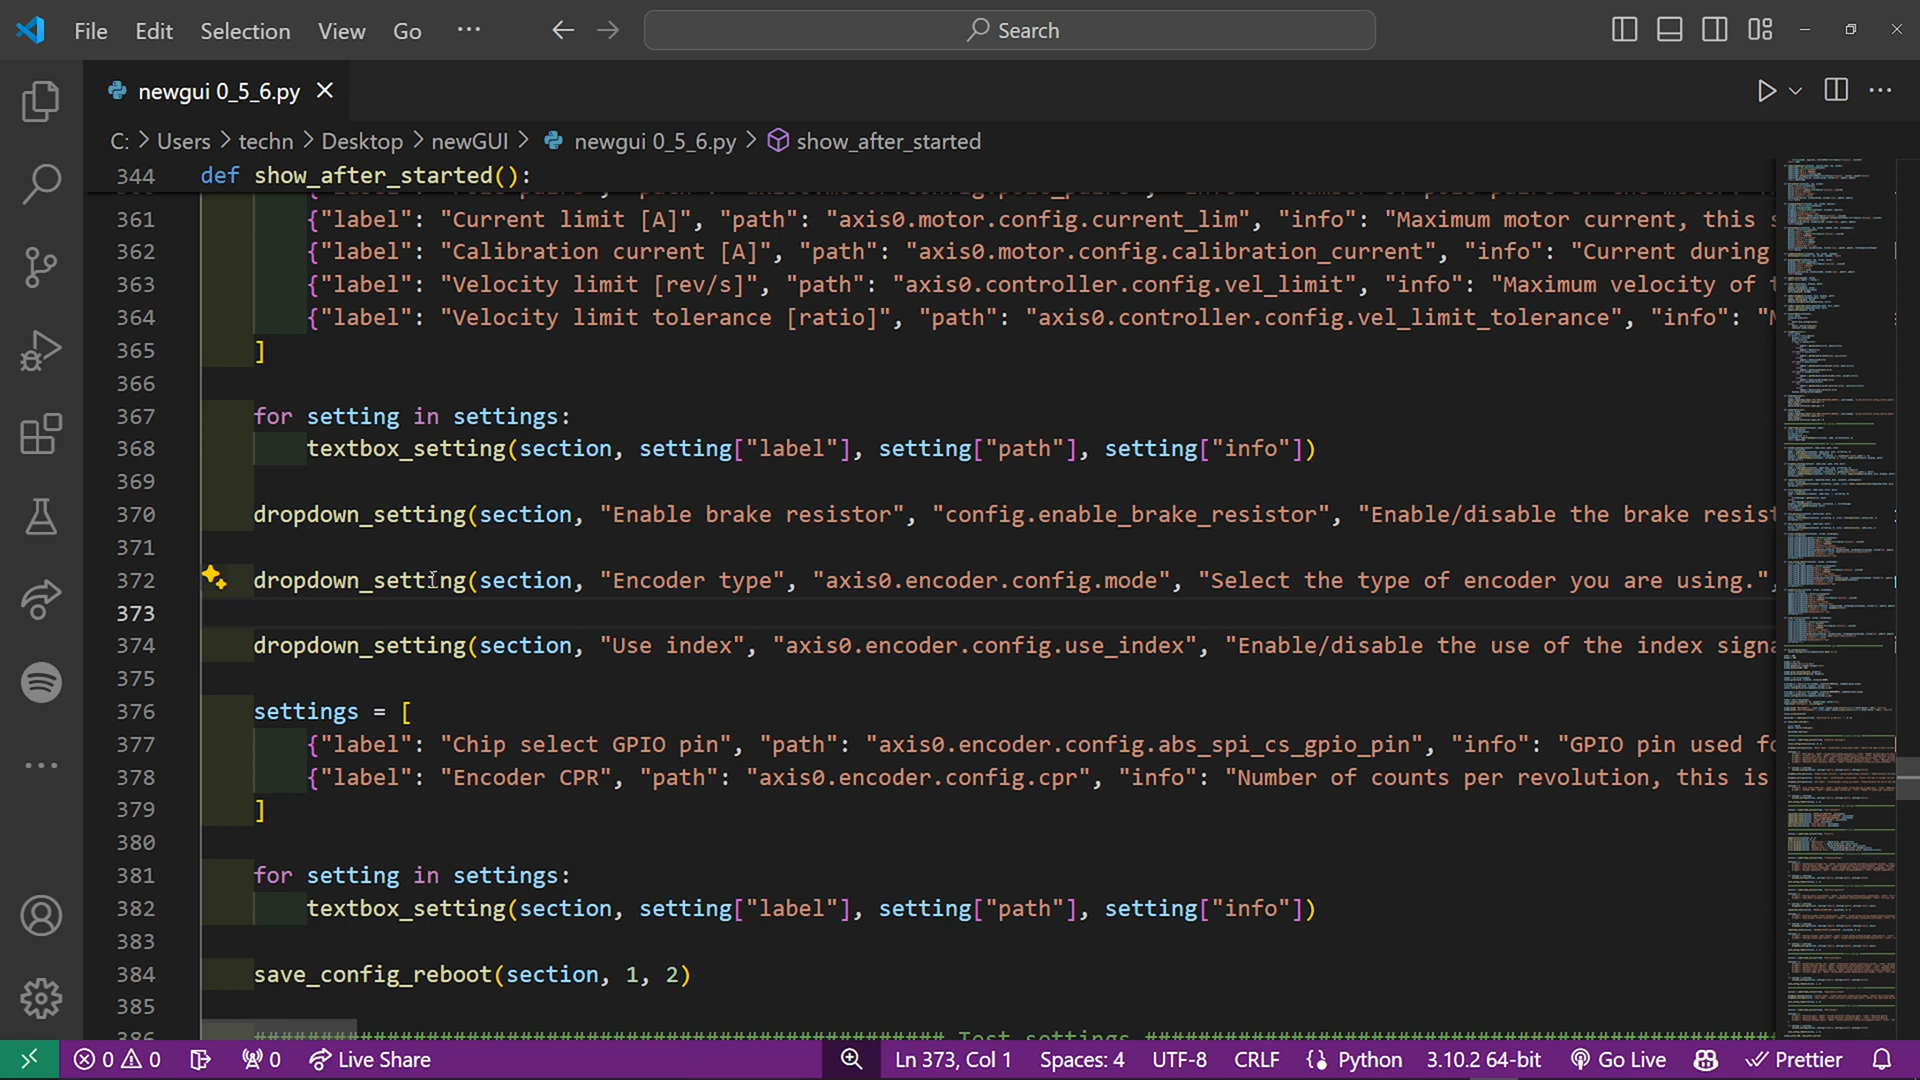 File Edit Selection View Go ··· Search
newgui 0_5_6.py
C: > Users > techn > Desktop > newGUI > newgui 0_5_6.py > show_after_started
344 def show_after_started():
361 {"label": "Current limit [A]", "path": "axis0.motor.config.current_lim", "info": "Maximum motor current, this s
362 {"label": "Calibration current [A]", "path": "axis0.motor.config.calibration_current", "info": "Current during
363 {"label": "Velocity limit [rev/s]", "path": "axis0.controller.config.vel_limit", "info": "Maximum velocity of t
364 {"label": "Velocity limit tolerance [ratio]", "path": "axis0.controller.config.vel_limit_tolerance", "info": "M
365 ]
366
367 for setting in settings:
368 textbox_setting(section, setting["label"], setting["path"], setting["info"])
369
370 dropdown_setting(section, "Enable brake resistor", "config.enable_brake_resistor", "Enable/disable the brake resist
371
372 dropdown_setting(section, "Encoder type", "axis0.encoder.config.mode", "Select the type of encoder you are using.",
373
374 dropdown_setting(section, "Use index", "axis0.encoder.config.use_index", "Enable/disable the use of the index signa
375
376 settings = [
377 {"label": "Chip select GPIO pin", "path": "axis0.encoder.config.abs_spi_cs_gpio_pin", "info": "GPIO pin used fo
378 {"label": "Encoder CPR", "path": "axis0.encoder.config.cpr", "info": "Number of counts per revolution, this is
379 ]
380
381 for setting in settings:
382 textbox_setting(section, setting["label"], setting["path"], setting["info"])
383
384 save_config_reboot(section, 1, 2)
385
386 #################################################### Test settings ################################################
0 0 0 Live Share Ln 373, Col 1 Spaces: 4 UTF-8 CRLF Python 3.10.2 64-bit Go Live Prettier